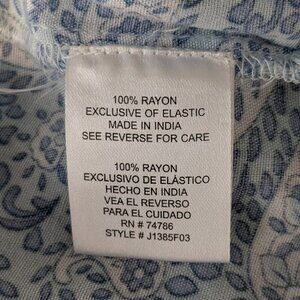 100% RAYON
EXCLUSIVE OF ELASTIC
MADE IN INDIA
SEE REVERSE FOR CARE
100% RAYON
EXCLUSIVO DE ELÁSTICO
HECHO EN INDIA
VEA EL REVERSO
PARA EL CUIDADO
RN # 74786
STYLE # J1385F03